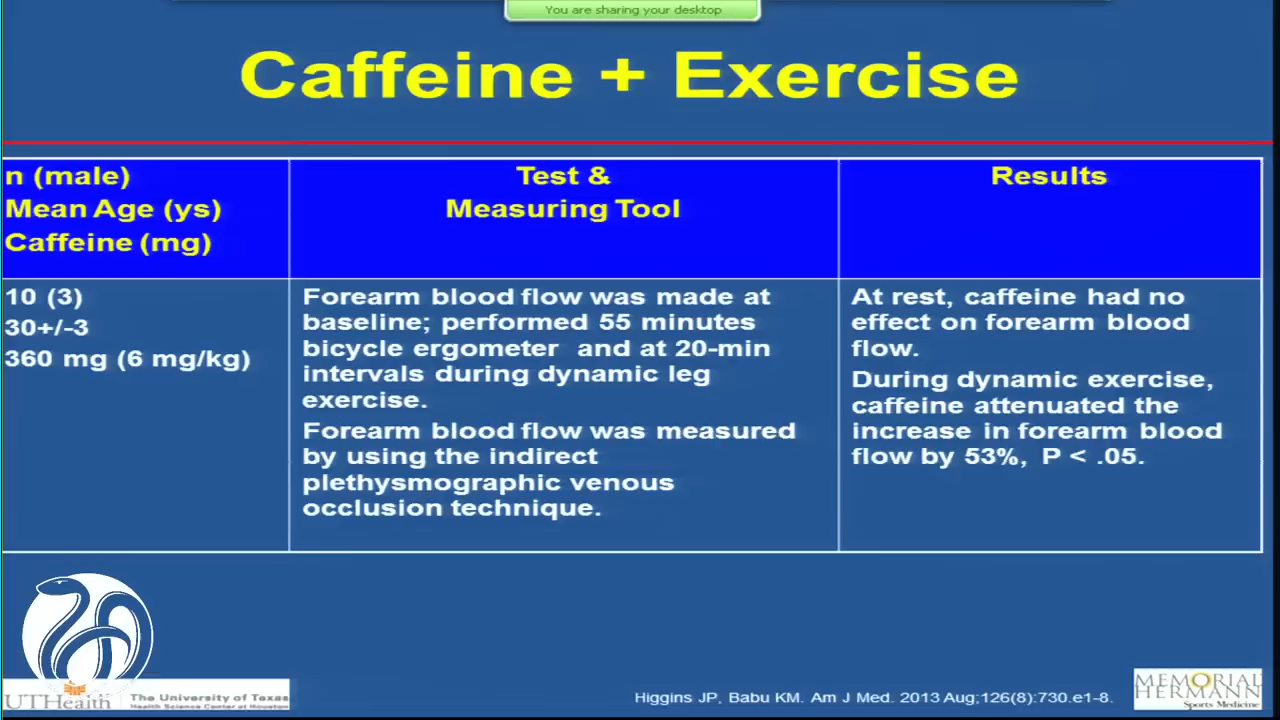 You are sharing your desktop
Caffeine + Exercise
n (male)
Mean Age (ys)
Caffeine (mg)
Test &
Measuring Tool
Results
10 (3)
30+/-3
360 mg (6 mg/kg)
Forearm blood flow was made at
baseline; performed 55 minutes
bicycle ergometer and at 20-min
intervals during dynamic leg
exercise.
Forearm blood flow was measured
by using the indirect
plethysmographic venous
occlusion technique.
At rest, caffeine had no
effect on forearm blood
flow.
During dynamic exercise,
caffeine attenuated the
increase in forearm blood
flow by 53%, P < .05.
UTHealth
The University of Texas
Health Science Center at Houston
Higgins JP, Babu KM. Am J Med. 2013 Aug;126(8):730.e1-8.
MEMORIAL
HERMANN
Sports Medicine